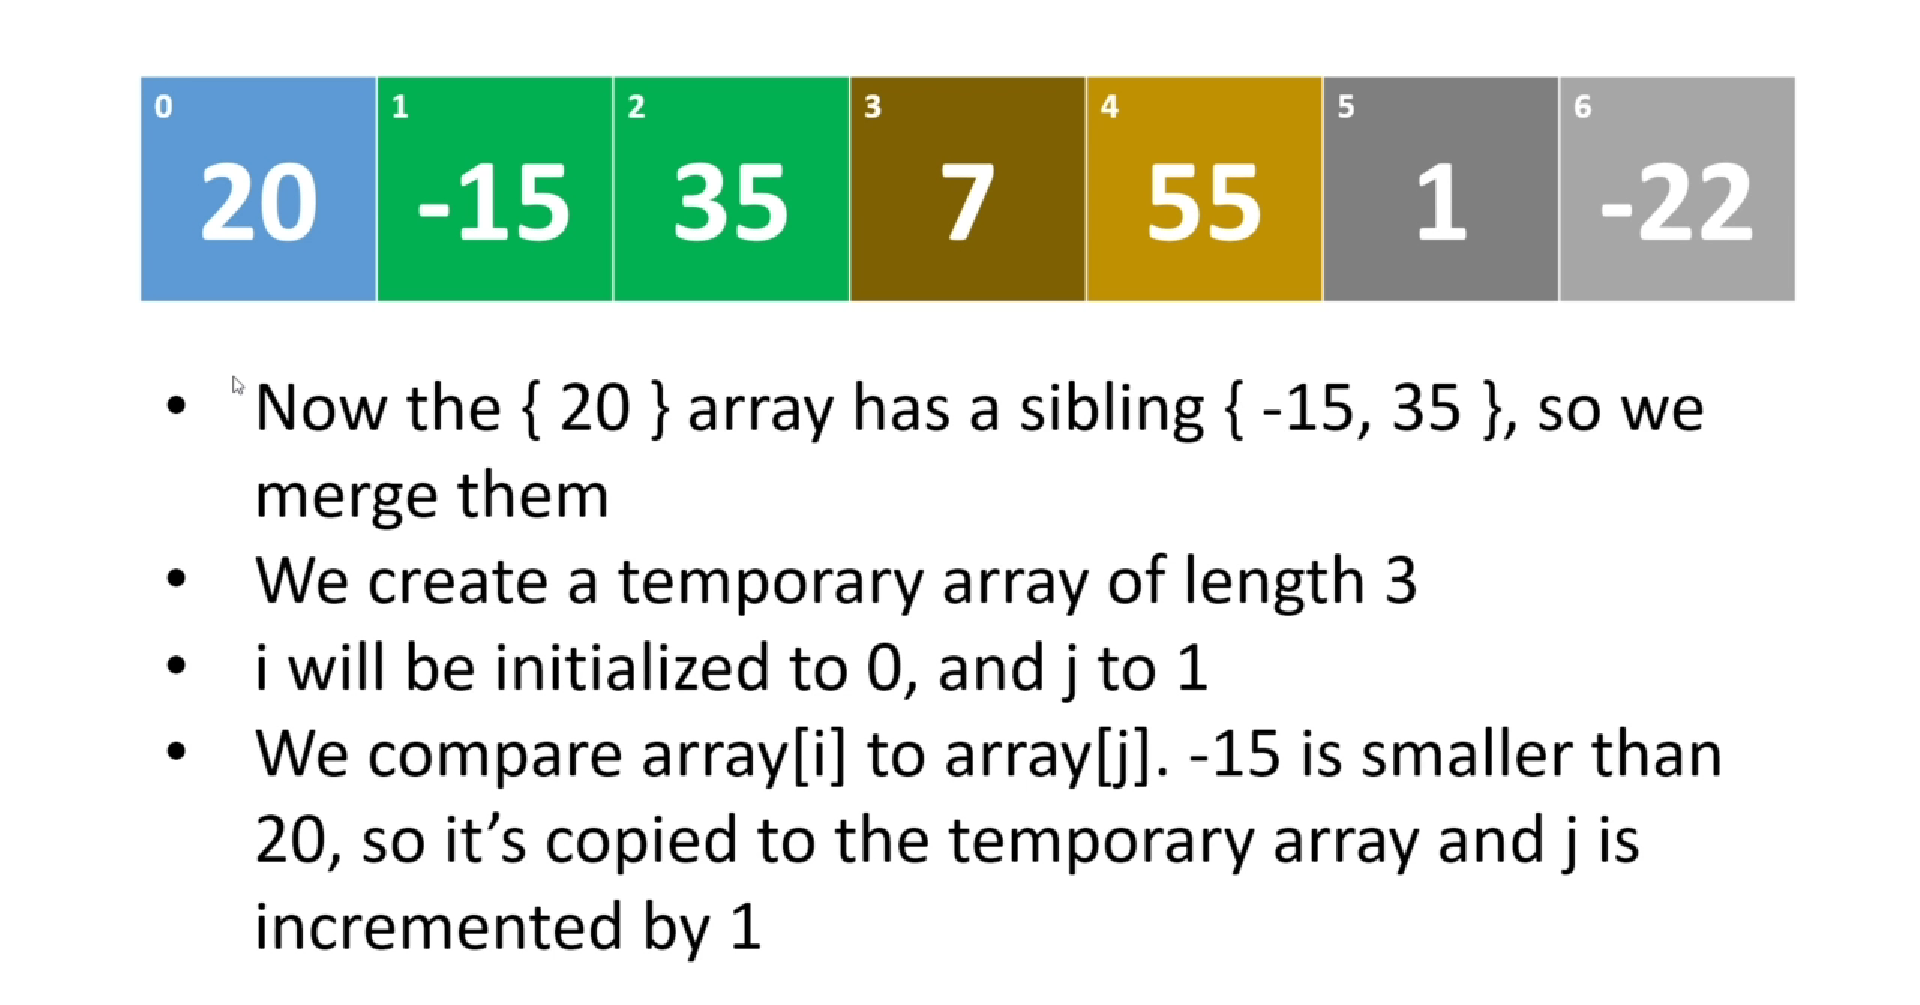 0 1 2 3 4 5 6
20 -15 35 7 55 1 -22
• Now the { 20 } array has a sibling { -15, 35 }, so we
merge them
• We create a temporary array of length 3
• i will be initialized to 0, and j to 1
• We compare array[i] to array[j]. -15 is smaller than
20, so it’s copied to the temporary array and j is
incremented by 1